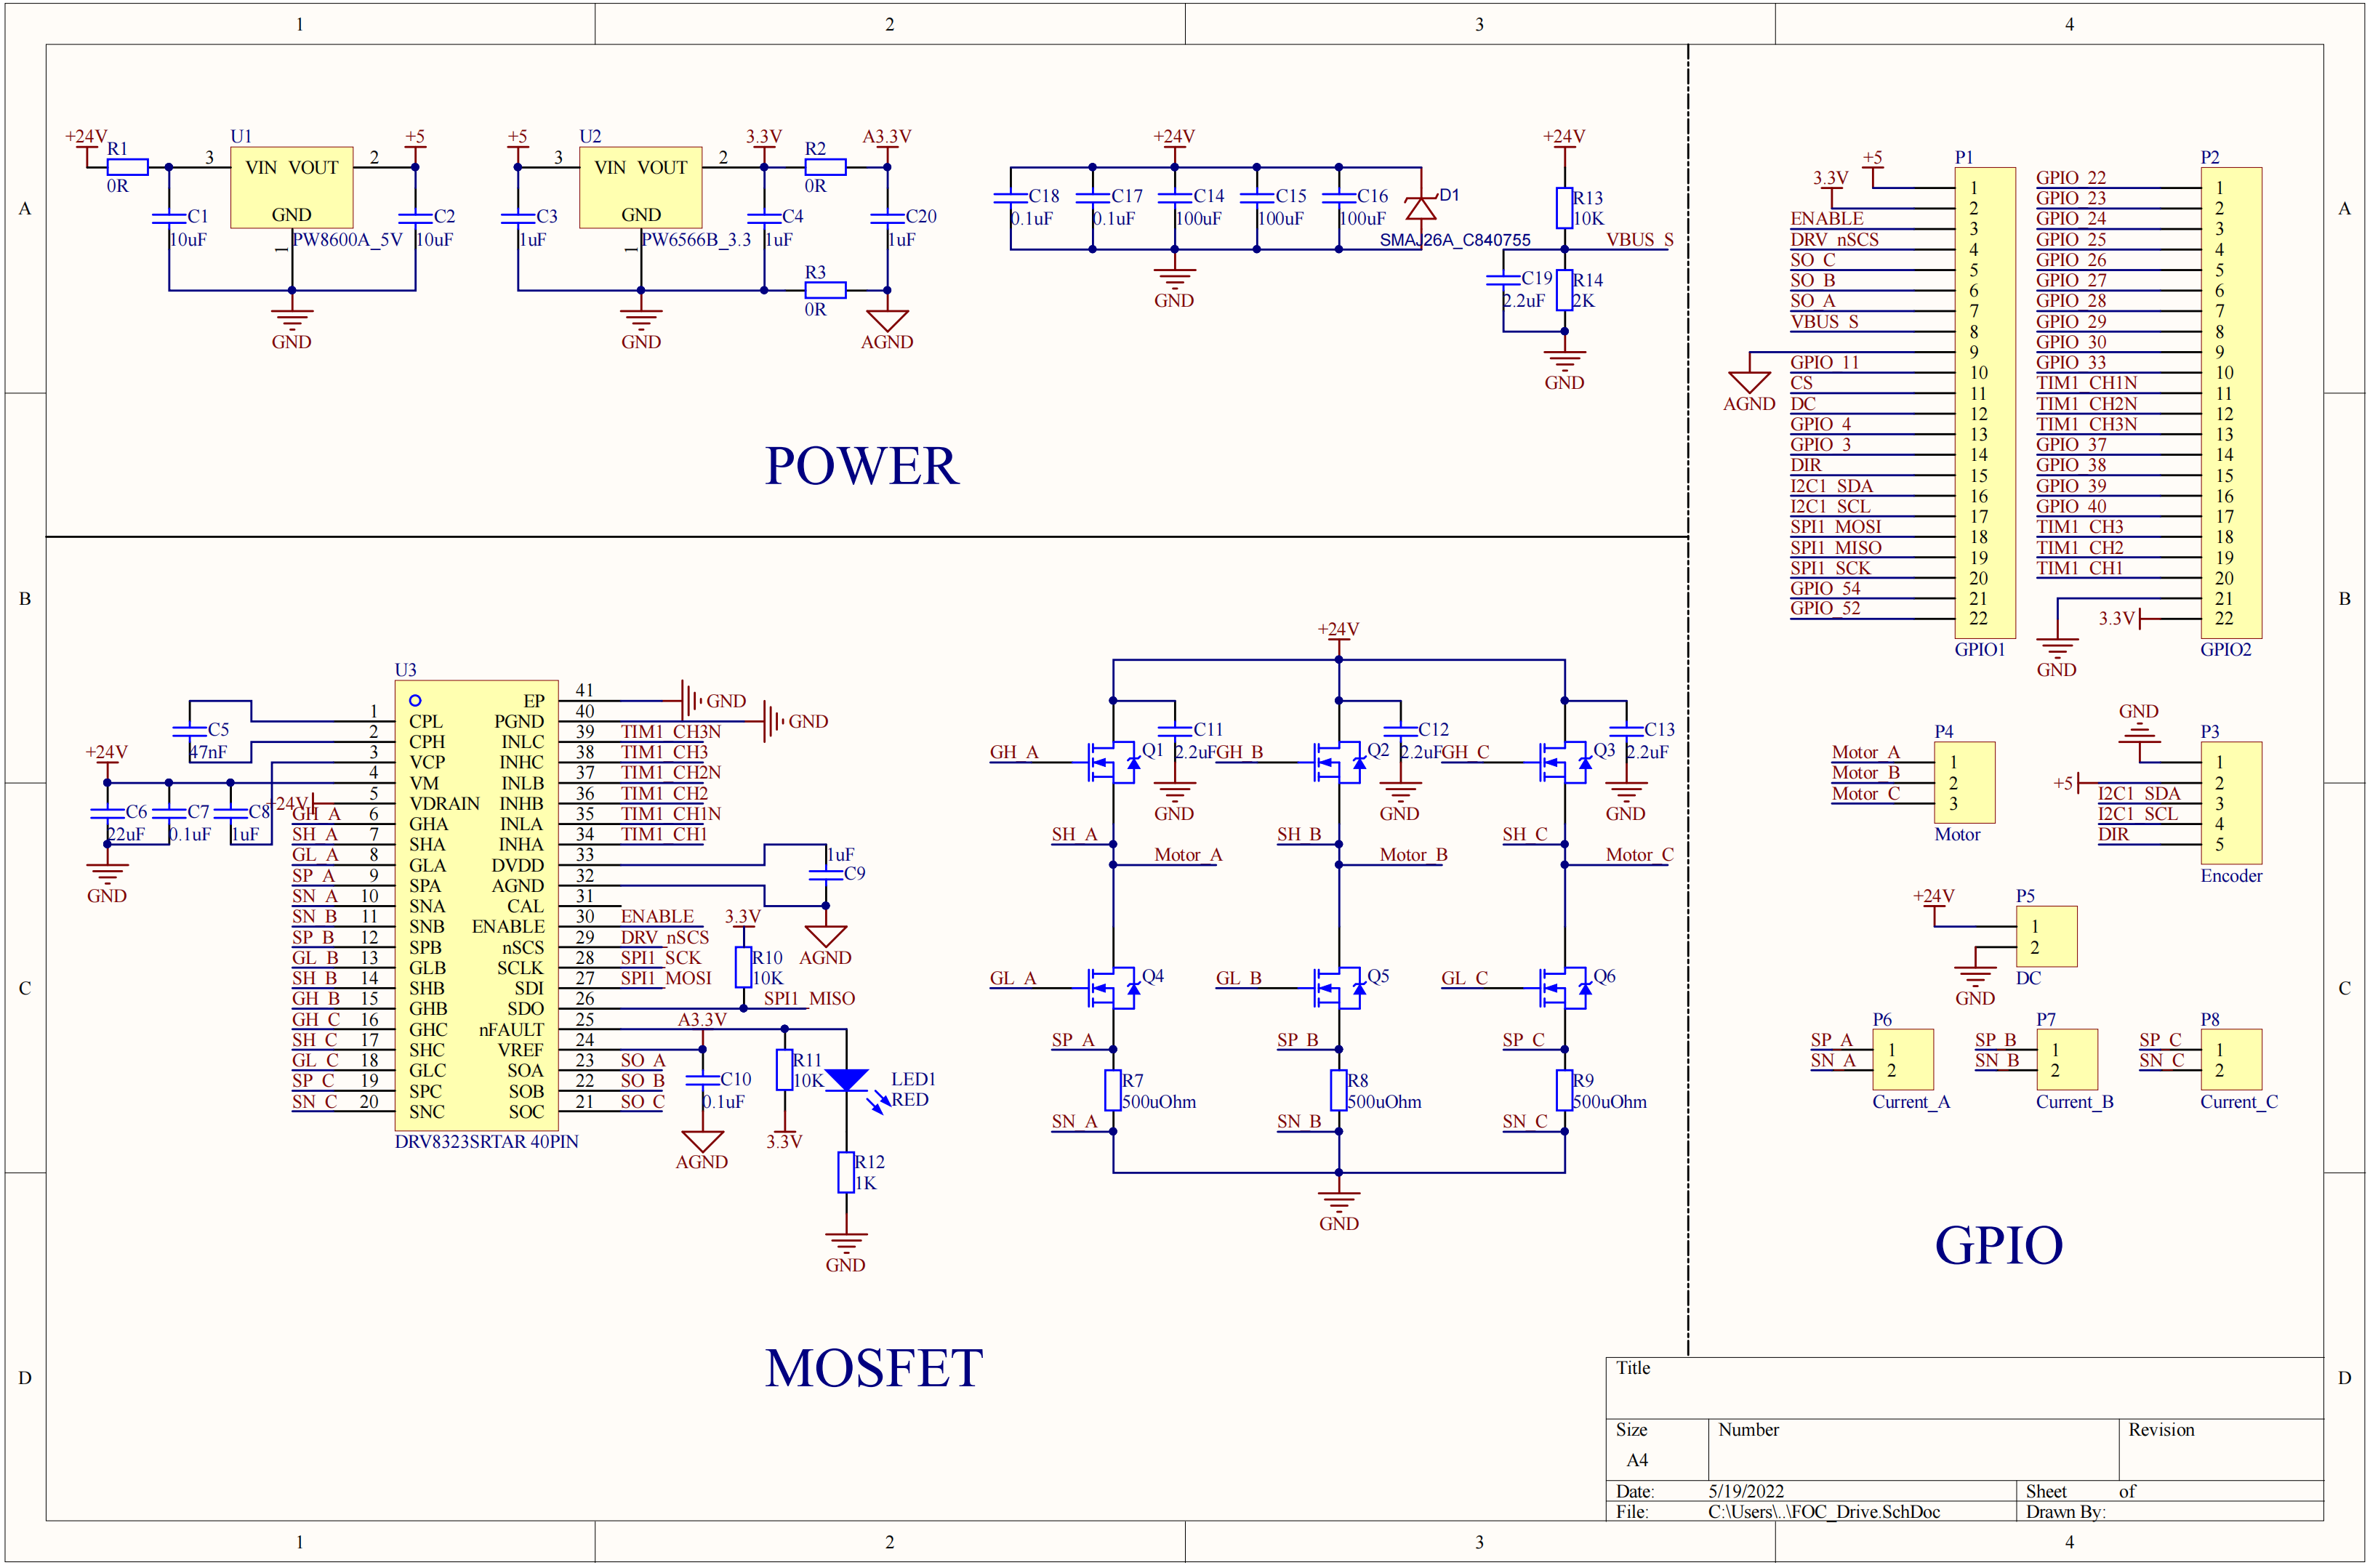 1 2 3 4
A
B
C
D
+24V
R1
0R
C1
10uF
U1
3 VIN VOUT 2
GND
1
PW8600A_5V
+5
C2
10uF
GND
+5
C3
1uF
U2
3 VIN VOUT 2
GND
1
PW6566B_3.3
3.3V
C4
1uF
R2
0R
A3.3V
C20
1uF
R3
0R
GND
AGND
+24V
C18
0.1uF
C17
0.1uF
C14
100uF
C15
100uF
C16
100uF
D1
SMAJ26A_C840755
GND
+24V
R13
10K
VBUS_S
C19
2.2uF
R14
2K
GND
POWER
U3
C5
47nF
+24V
C6
22uF
C7
0.1uF
C8
1uF
GND
+24V
1 CPL
2 CPH
3 VCP
4 VM
5 VDRAIN
GH_A 6 GHA
SH_A 7 SHA
GL_A 8 GLA
SP_A 9 SPA
SN_A 10 SNA
SN_B 11 SNB
SP_B 12 SPB
GL_B 13 GLB
SH_B 14 SHB
GH_B 15 GHB
GH_C 16 GHC
SH_C 17 SHC
GL_C 18 GLC
SP_C 19 SPC
SN_C 20 SNC
EP 41 GND
PGND 40 GND
INLC 39 TIM1_CH3N
INHC 38 TIM1_CH3
INLB 37 TIM1_CH2N
INHB 36 TIM1_CH2
INLA 35 TIM1_CH1N
INHA 34 TIM1_CH1
DVDD 33
AGND 32
CAL 31
ENABLE 30 ENABLE
nSCS 29 DRV_nSCS
SCLK 28 SPI1_SCK
SDI 27 SPI1_MOSI
SDO 26 SPI1_MISO
nFAULT 25
VREF 24
SOA 23 SO_A
SOB 22 SO_B
SOC 21 SO_C
DRV8323SRTAR 40PIN
1uF
C9
AGND
3.3V
R10
10K
A3.3V
C10
0.1uF
AGND
R11
10K
3.3V
LED1
RED
R12
1K
GND
+24V
C11
2.2uF
GND
C12
2.2uF
GND
C13
2.2uF
GND
GH_A Q1
GH_B Q2
GH_C Q3
SH_A
SH_B
SH_C
Motor_A
Motor_B
Motor_C
GL_A Q4
GL_B Q5
GL_C Q6
SP_A
SP_B
SP_C
R7
500uOhm
R8
500uOhm
R9
500uOhm
SN_A
SN_B
SN_C
GND
MOSFET
P1
+5 1
3.3V 2
ENABLE 3
DRV_nSCS 4
SO_C 5
SO_B 6
SO_A 7
VBUS_S 8
AGND 9
GPIO_11 10
CS 11
DC 12
GPIO_4 13
GPIO_3 14
DIR 15
I2C1_SDA 16
I2C1_SCL 17
SPI1_MOSI 18
SPI1_MISO 19
SPI1_SCK 20
GPIO_54 21
GPIO_52 22
GPIO1
P2
GPIO_22 1
GPIO_23 2
GPIO_24 3
GPIO_25 4
GPIO_26 5
GPIO_27 6
GPIO_28 7
GPIO_29 8
GPIO_30 9
GPIO_33 10
TIM1_CH1N 11
TIM1_CH2N 12
TIM1_CH3N 13
GPIO_37 14
GPIO_38 15
GPIO_39 16
GPIO_40 17
TIM1_CH3 18
TIM1_CH2 19
TIM1_CH1 20
21
3.3V 22
GND
GPIO2
P4
Motor_A 1
Motor_B 2
Motor_C 3
Motor
GND
P3
1
+5 2
I2C1_SDA 3
I2C1_SCL 4
DIR 5
Encoder
+24V
P5
1
2
GND
DC
P6
SP_A 1
SN_A 2
Current_A
P7
SP_B 1
SN_B 2
Current_B
P8
SP_C 1
SN_C 2
Current_C
GPIO
Title
Size
A4
Number
Revision
Date: 5/19/2022
Sheet of
File: C:\Users\..\FOC_Drive.SchDoc
Drawn By:
A
B
C
D
1 2 3 4